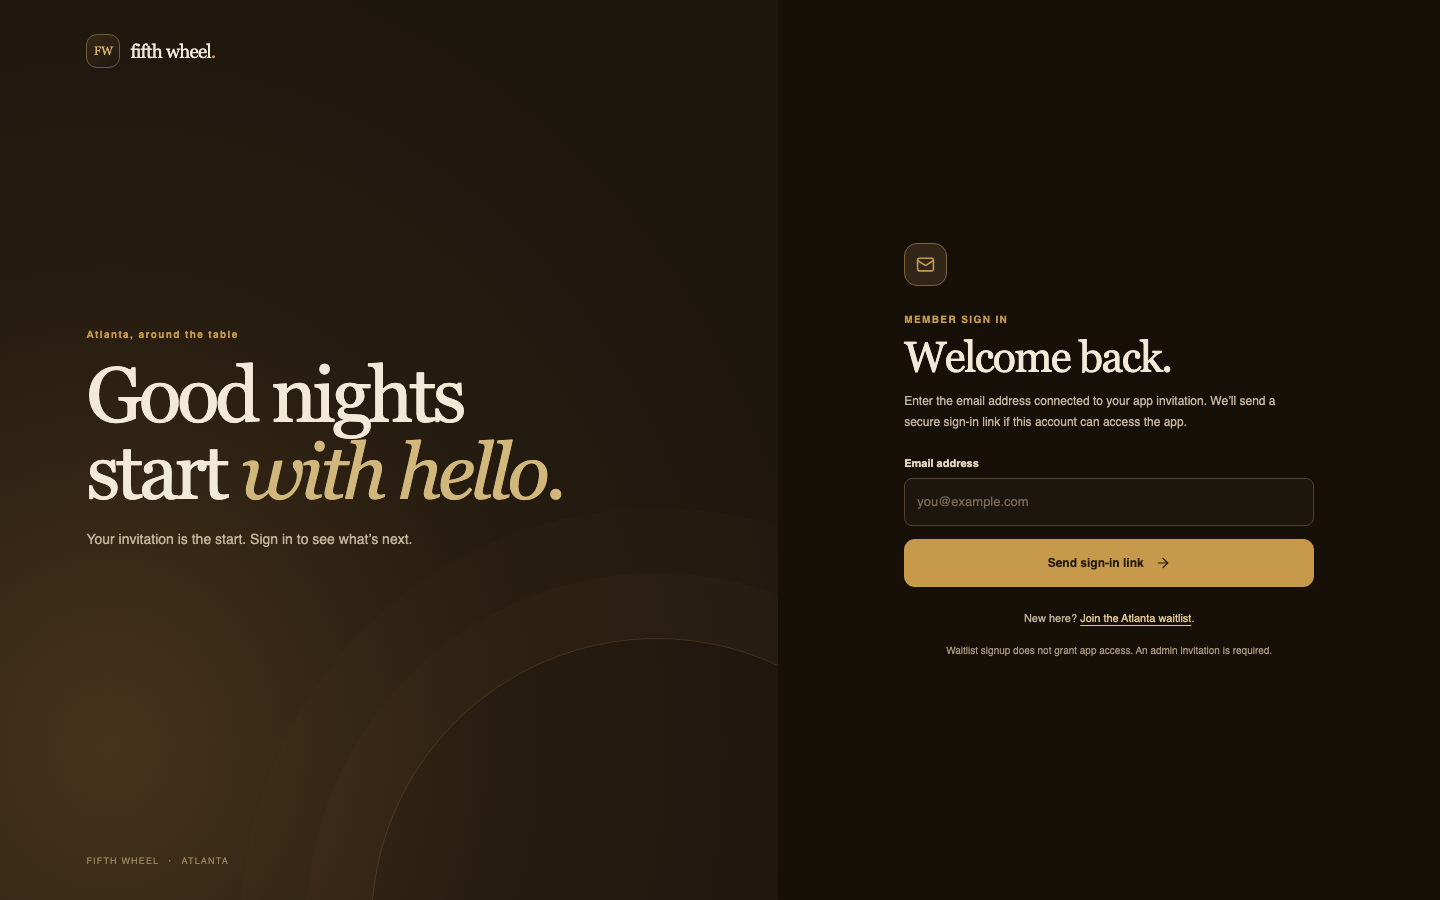 FW
fifth wheel.
Atlanta, around the table
Good nights
start with hello.
Your invitation is the start. Sign in to see what’s next.
FIFTH WHEEL · ATLANTA
MEMBER SIGN IN
Welcome back.
Enter the email address connected to your app invitation. We’ll send a
secure sign-in link if this account can access the app.
Email address
you@example.com
Send sign-in link →
New here? Join the Atlanta waitlist.
Waitlist signup does not grant app access. An admin invitation is required.